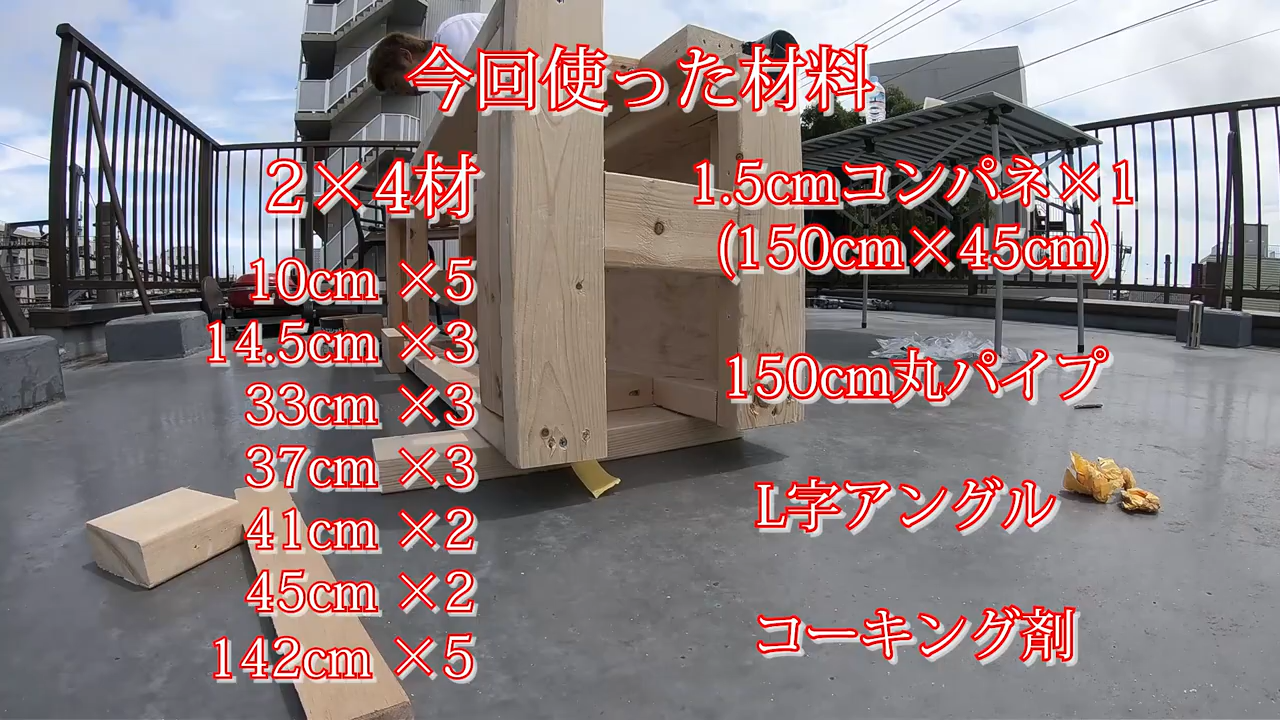 今回使った材料
2×4材
10cm ×5
14.5cm ×3
33cm ×3
37cm ×3
41cm ×2
45cm ×2
142cm ×5
1.5cmコンパネ×1
(150cm×45cm)
150cm丸パイプ
L字アングル
コーキング剤